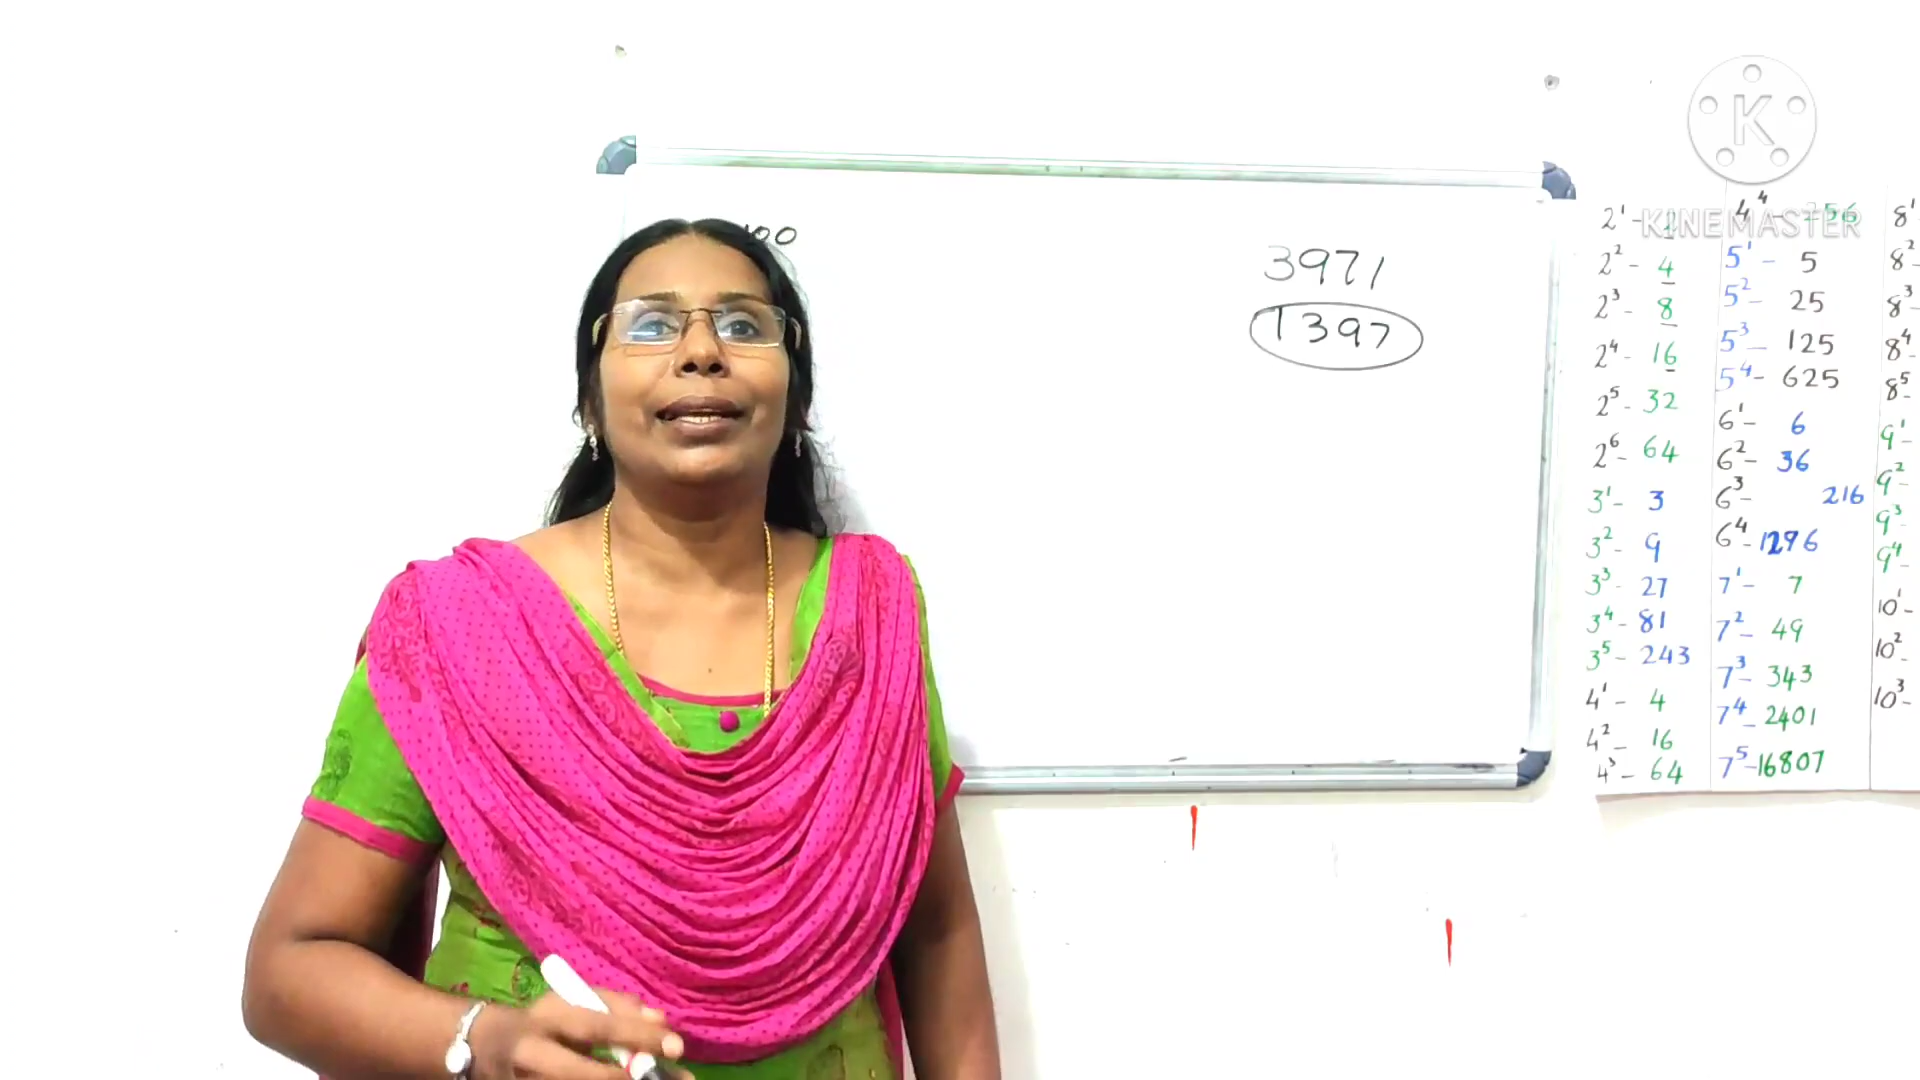 100
3971
1397
2¹ - 2
2² - 4
2³ - 8
2⁴ - 16
2⁵ - 32
2⁶ - 64
3¹ - 3
3² - 9
3³ - 27
3⁴ - 81
3⁵ - 243
4¹ - 4
4² - 16
4³ - 64
4⁴ - 256
5¹ - 5
5² - 25
5³ - 125
5⁴ - 625
6¹ - 6
6² - 36
6³ - 216
6⁴ - 1296
7¹ - 7
7² - 49
7³ - 343
7⁴ - 2401
7⁵ - 16807
8¹
8² -
8³ -
8⁴ -
8⁵ -
9¹ -
9² -
9³ -
9⁴ -
10¹ -
10² -
10³ -
K
KINEMASTER